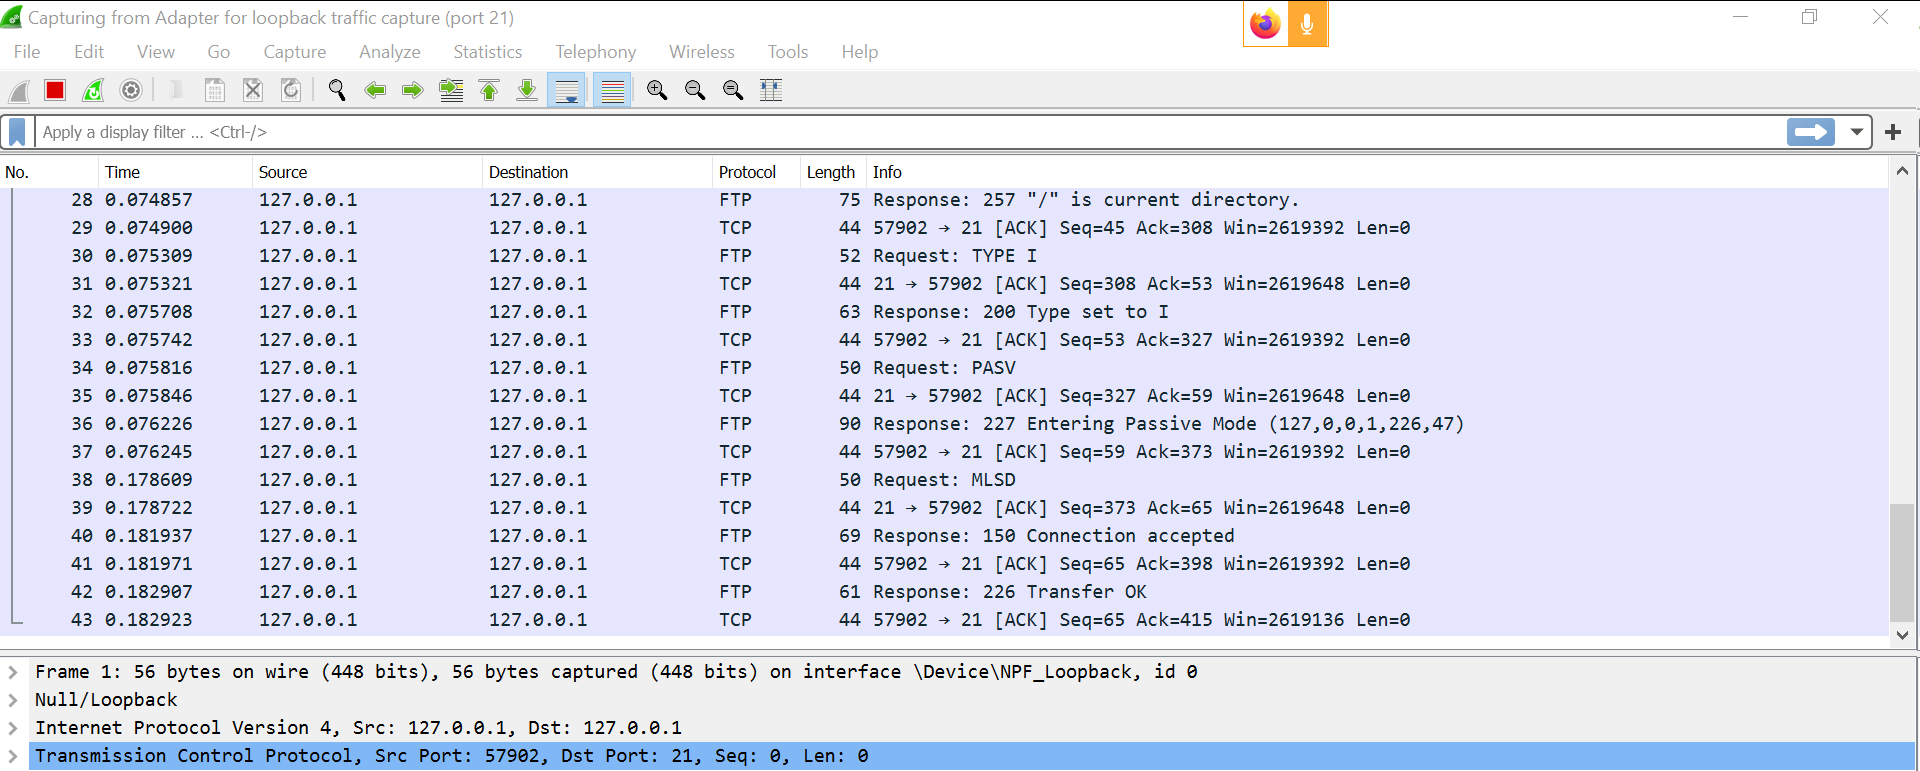 Capturing from Adapter for loopback traffic capture (port 21)
File Edit View Go Capture Analyze Statistics Telephony Wireless Tools Help
Apply a display filter ... <Ctrl-/>
No. Time Source Destination Protocol Length Info
28 0.074857 127.0.0.1 127.0.0.1 FTP 75 Response: 257 "/" is current directory.
29 0.074900 127.0.0.1 127.0.0.1 TCP 44 57902 → 21 [ACK] Seq=45 Ack=308 Win=2619392 Len=0
30 0.075309 127.0.0.1 127.0.0.1 FTP 52 Request: TYPE I
31 0.075321 127.0.0.1 127.0.0.1 TCP 44 21 → 57902 [ACK] Seq=308 Ack=53 Win=2619648 Len=0
32 0.075708 127.0.0.1 127.0.0.1 FTP 63 Response: 200 Type set to I
33 0.075742 127.0.0.1 127.0.0.1 TCP 44 57902 → 21 [ACK] Seq=53 Ack=327 Win=2619392 Len=0
34 0.075816 127.0.0.1 127.0.0.1 FTP 50 Request: PASV
35 0.075846 127.0.0.1 127.0.0.1 TCP 44 21 → 57902 [ACK] Seq=327 Ack=59 Win=2619648 Len=0
36 0.076226 127.0.0.1 127.0.0.1 FTP 90 Response: 227 Entering Passive Mode (127,0,0,1,226,47)
37 0.076245 127.0.0.1 127.0.0.1 TCP 44 57902 → 21 [ACK] Seq=59 Ack=373 Win=2619392 Len=0
38 0.178609 127.0.0.1 127.0.0.1 FTP 50 Request: MLSD
39 0.178722 127.0.0.1 127.0.0.1 TCP 44 21 → 57902 [ACK] Seq=373 Ack=65 Win=2619648 Len=0
40 0.181937 127.0.0.1 127.0.0.1 FTP 69 Response: 150 Connection accepted
41 0.181971 127.0.0.1 127.0.0.1 TCP 44 57902 → 21 [ACK] Seq=65 Ack=398 Win=2619392 Len=0
42 0.182907 127.0.0.1 127.0.0.1 FTP 61 Response: 226 Transfer OK
43 0.182923 127.0.0.1 127.0.0.1 TCP 44 57902 → 21 [ACK] Seq=65 Ack=415 Win=2619136 Len=0
Frame 1: 56 bytes on wire (448 bits), 56 bytes captured (448 bits) on interface \Device\NPF_Loopback, id 0
Null/Loopback
Internet Protocol Version 4, Src: 127.0.0.1, Dst: 127.0.0.1
Transmission Control Protocol, Src Port: 57902, Dst Port: 21, Seq: 0, Len: 0